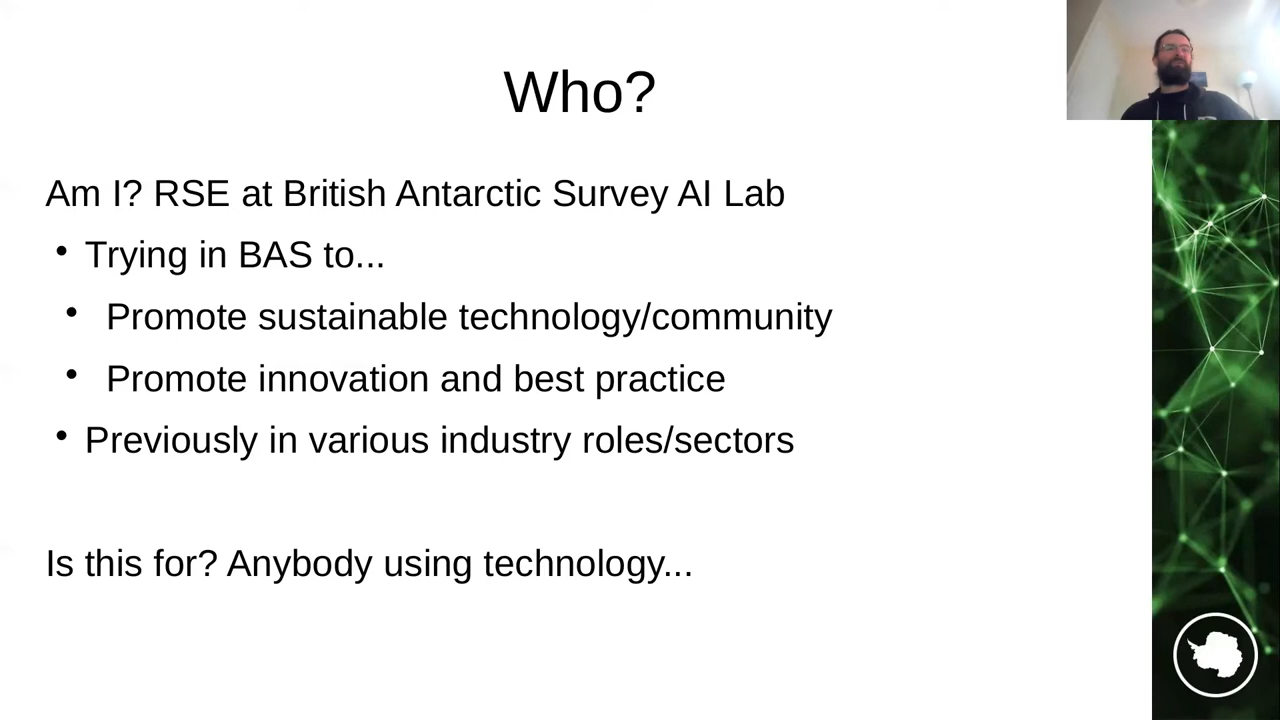 Who?
Am I? RSE at British Antarctic Survey AI Lab
• Trying in BAS to...
• Promote sustainable technology/community
• Promote innovation and best practice
• Previously in various industry roles/sectors
Is this for? Anybody using technology...